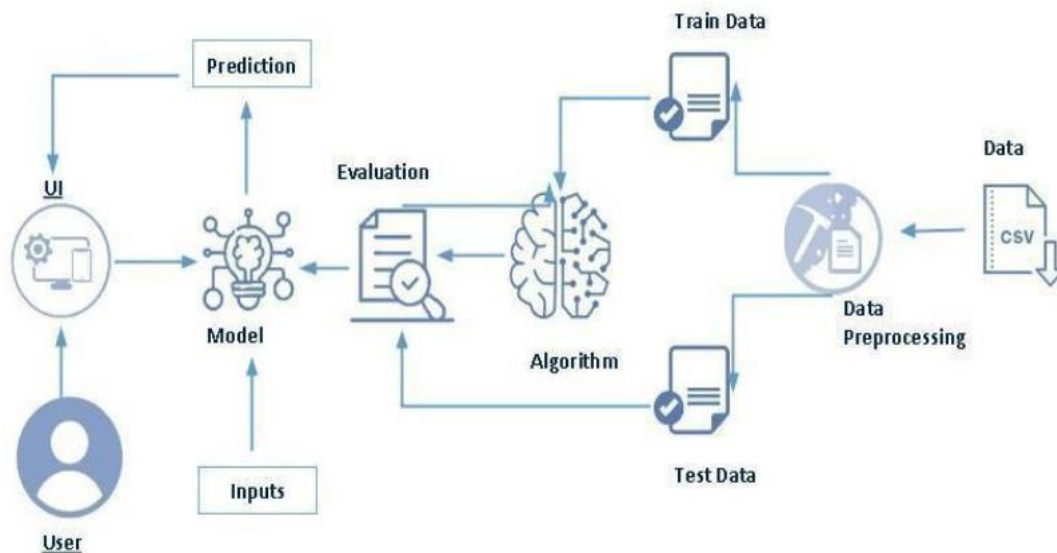 Train Data
Prediction
Data
Evaluation
UI
CSV
Data
Preprocessing
Model
Algorithm
Test Data
Inputs
User